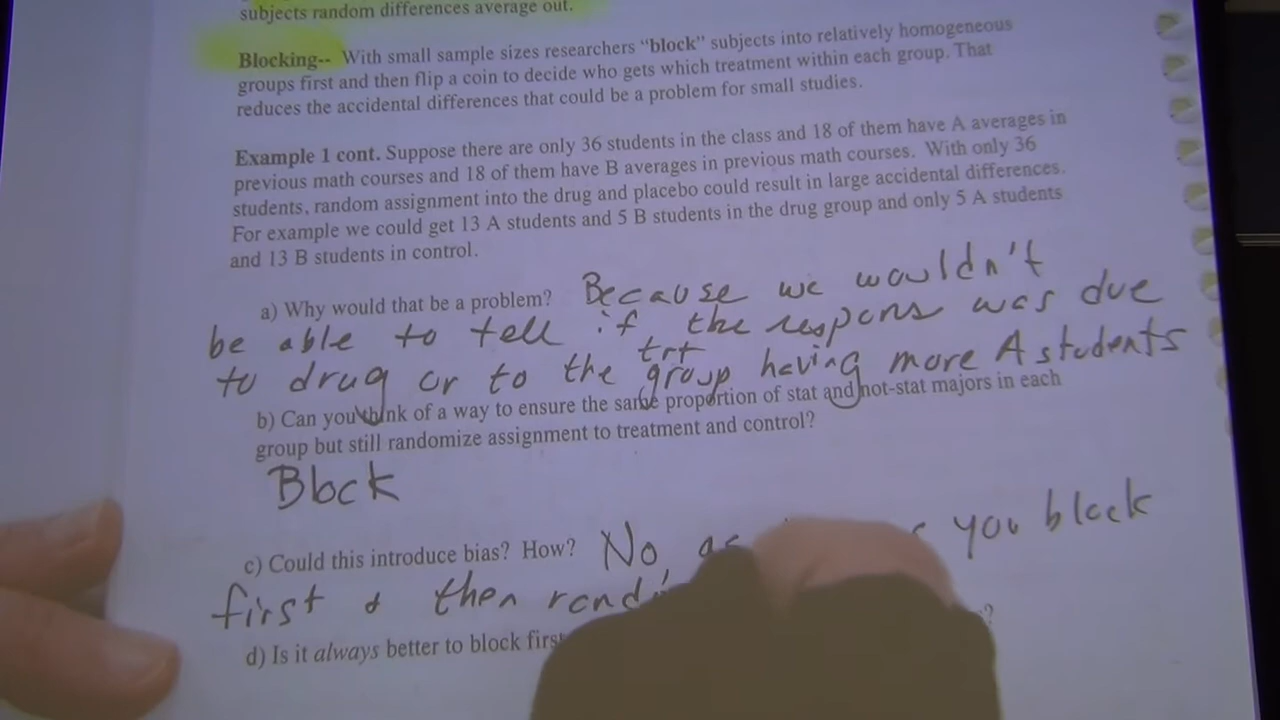 subjects random differences average out.
Blocking-- With small sample sizes researchers "block" subjects into relatively homogeneous
groups first and then flip a coin to decide who gets which treatment within each group. That
reduces the accidental differences that could be a problem for small studies.
Example 1 cont. Suppose there are only 36 students in the class and 18 of them have A averages in
previous math courses and 18 of them have B averages in previous math courses. With only 36
students, random assignment into the drug and placebo could result in large accidental differences.
For example we could get 13 A students and 5 B students in the drug group and only 5 A students
and 13 B students in control.
a) Why would that be a problem? Because we wouldn't
be able to tell if the respons was due
trt
to drug or to the group having more A students
b) Can you think of a way to ensure the same proportion of stat and not-stat majors in each
group but still randomize assignment to treatment and control?
Block
c) Could this introduce bias? How? No, as you block
first & then
d) Is it always better to block first